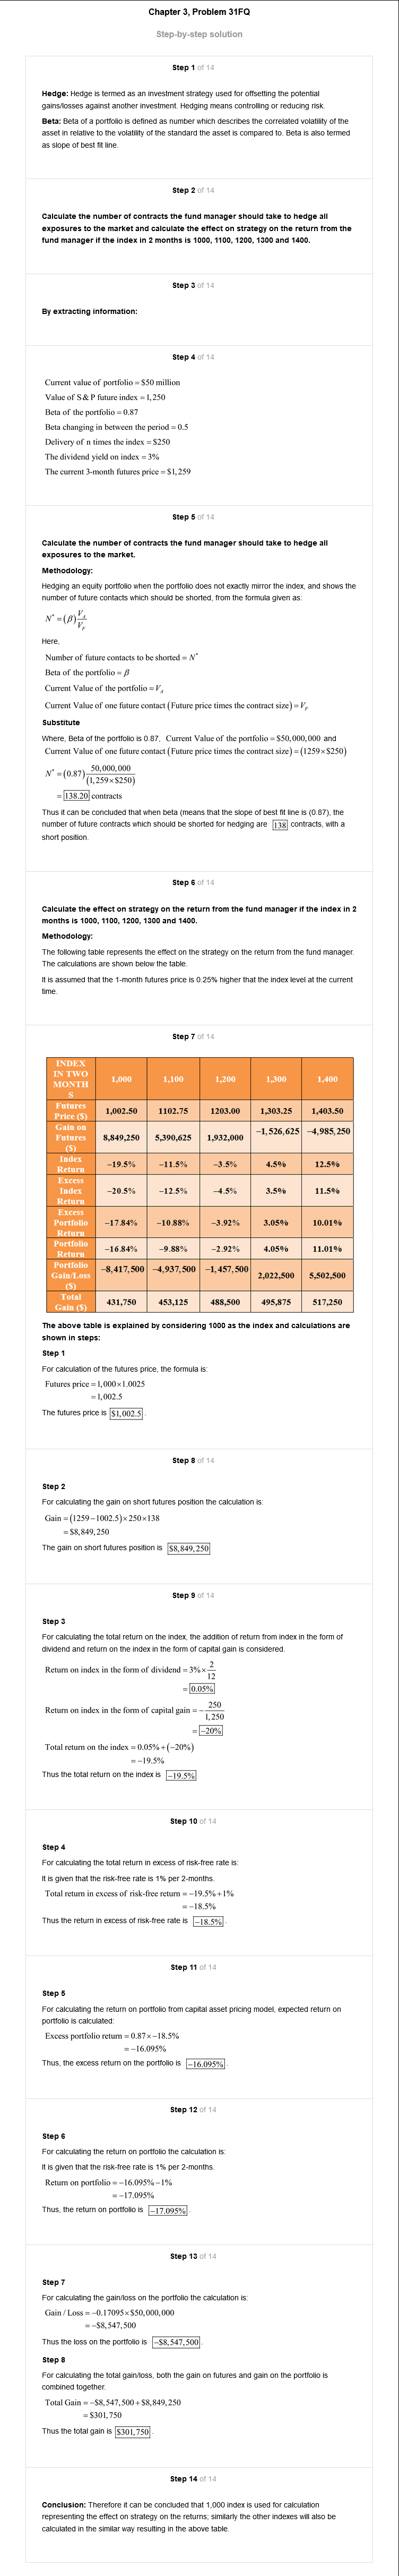 Chapter 3, Problem 31FQ
Step-by-step solution
Step 1 of 14
Hedge: Hedge is termed as an investment strategy used for offsetting the potential
gains/losses against another investment. Hedging means controlling or reducing risk.
Beta: Beta of a portfolio is defined as number which describes the correlated volatility of the
asset in relative to the volatility of the standard the asset is compared to. Beta is also termed
as slope of best fit line.
Step 2 of 14
Calculate the number of contracts the fund manager should take to hedge all
exposures to the market and calculate the effect on strategy on the return from the
fund manager if the index in 2 months is 1000, 1100, 1200, 1300 and 1400.
Step 3 of 14
By extracting information:
Step 4 of 14
Current value of portfolio = $50 million
Value of S & P future index = 1,250
Beta of the portfolio = 0.87
Beta changing in between the period = 0.5
Delivery of n times the index = $250
The dividend yield on index = 3%
The current 3-month futures price = $1,259
Step 5 of 14
Calculate the number of contracts the fund manager should take to hedge all
exposures to the market.
Methodology:
Hedging an equity portfolio when the portfolio does not exactly mirror the index, and shows the
number of future contacts which should be shorted, from the formula given as:
N* = (β) V_A / V_F
Here,
Number of future contacts to be shorted = N*
Beta of the portfolio = β
Current Value of the portfolio = V_A
Current Value of one future contact (Future price times the contract size) = V_F
Substitute
Where, Beta of the portfolio is 0.87, Current Value of the portfolio = $50,000,000 and
Current Value of one future contact (Future price times the contract size) = (1259×$250)
N* = (0.87) 50,000,000 / (1,259×$250)
= 138.20 contracts
Thus it can be concluded that when beta (means that the slope of best fit line is (0.87), the
number of future contracts which should be shorted for hedging are 138 contracts, with a
short position.
Step 6 of 14
Calculate the effect on strategy on the return from the fund manager if the index in 2
months is 1000, 1100, 1200, 1300 and 1400.
Methodology:
The following table represents the effect on the strategy on the return from the fund manager.
The calculations are shown below the table.
It is assumed that the 1-month futures price is 0.25% higher that the index level at the current
time.
Step 7 of 14
INDEX IN TWO MONTHS 1,000 1,100 1,200 1,300 1,400
Futures Price ($) 1,002.50 1102.75 1203.00 1,303.25 1,403.50
Gain on Futures ($) 8,849,250 5,390,625 1,932,000 −1,526,625 −4,985,250
Index Return −19.5% −11.5% −3.5% 4.5% 12.5%
Excess Index Return −20.5% −12.5% −4.5% 3.5% 11.5%
Excess Portfolio Return −17.84% −10.88% −3.92% 3.05% 10.01%
Portfolio Return −16.84% −9.88% −2.92% 4.05% 11.01%
Portfolio Gain/Loss ($) −8,417,500 −4,937,500 −1,457,500 2,022,500 5,502,500
Total Gain ($) 431,750 453,125 488,500 495,875 517,250
The above table is explained by considering 1000 as the index and calculations are
shown in steps:
Step 1
For calculation of the futures price, the formula is:
Futures price = 1,000×1.0025
= 1,002.5
The futures price is $1,002.5.
Step 8 of 14
Step 2
For calculating the gain on short futures position the calculation is:
Gain = (1259−1002.5)×250×138
= $8,849,250
The gain on short futures position is $8,849,250
Step 9 of 14
Step 3
For calculating the total return on the index, the addition of return from index in the form of
dividend and return on the index in the form of capital gain is considered.
Return on index in the form of dividend = 3%× 2/12
= 0.05%
Return on index in the form of capital gain = − 250/1,250
= −20%
Total return on the index = 0.05%+(−20%)
= −19.5%
Thus the total return on the index is −19.5%
Step 10 of 14
Step 4
For calculating the total return in excess of risk-free rate is:
It is given that the risk-free rate is 1% per 2-months.
Total return in excess of risk-free return = −19.5%+1%
= −18.5%
Thus the return in excess of risk-free rate is −18.5%.
Step 11 of 14
Step 5
For calculating the return on portfolio from capital asset pricing model, expected return on
portfolio is calculated:
Excess portfolio return = 0.87×−18.5%
= −16.095%
Thus, the excess return on the portfolio is −16.095%.
Step 12 of 14
Step 6
For calculating the return on portfolio the calculation is:
It is given that the risk-free rate is 1% per 2-months.
Return on portfolio = −16.095%−1%
= −17.095%
Thus, the return on portfolio is −17.095%.
Step 13 of 14
Step 7
For calculating the gain/loss on the portfolio the calculation is:
Gain / Loss = −0.17095×$50,000,000
= −$8,547,500
Thus the loss on the portfolio is −$8,547,500.
Step 8
For calculating the total gain/loss, both the gain on futures and gain on the portfolio is
combined together.
Total Gain = −$8,547,500+$8,849,250
= $301,750
Thus the total gain is $301,750.
Step 14 of 14
Conclusion: Therefore it can be concluded that 1,000 index is used for calculation
representing the effect on strategy on the returns; similarly the other indexes will also be
calculated in the similar way resulting in the above table.